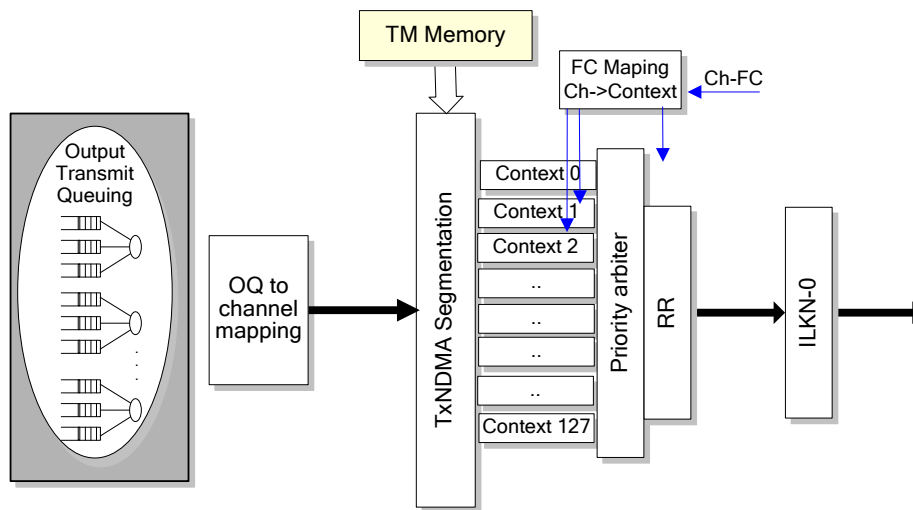 TM Memory
FC Maping
Ch->Context
Ch-FC
Output
Transmit
Queuing
OQ to
channel
mapping
TxNDMA Segmentation
Context 0
Context 1
Context 2
..
..
..
..
Context 127
Priority arbiter
RR
ILKN-0